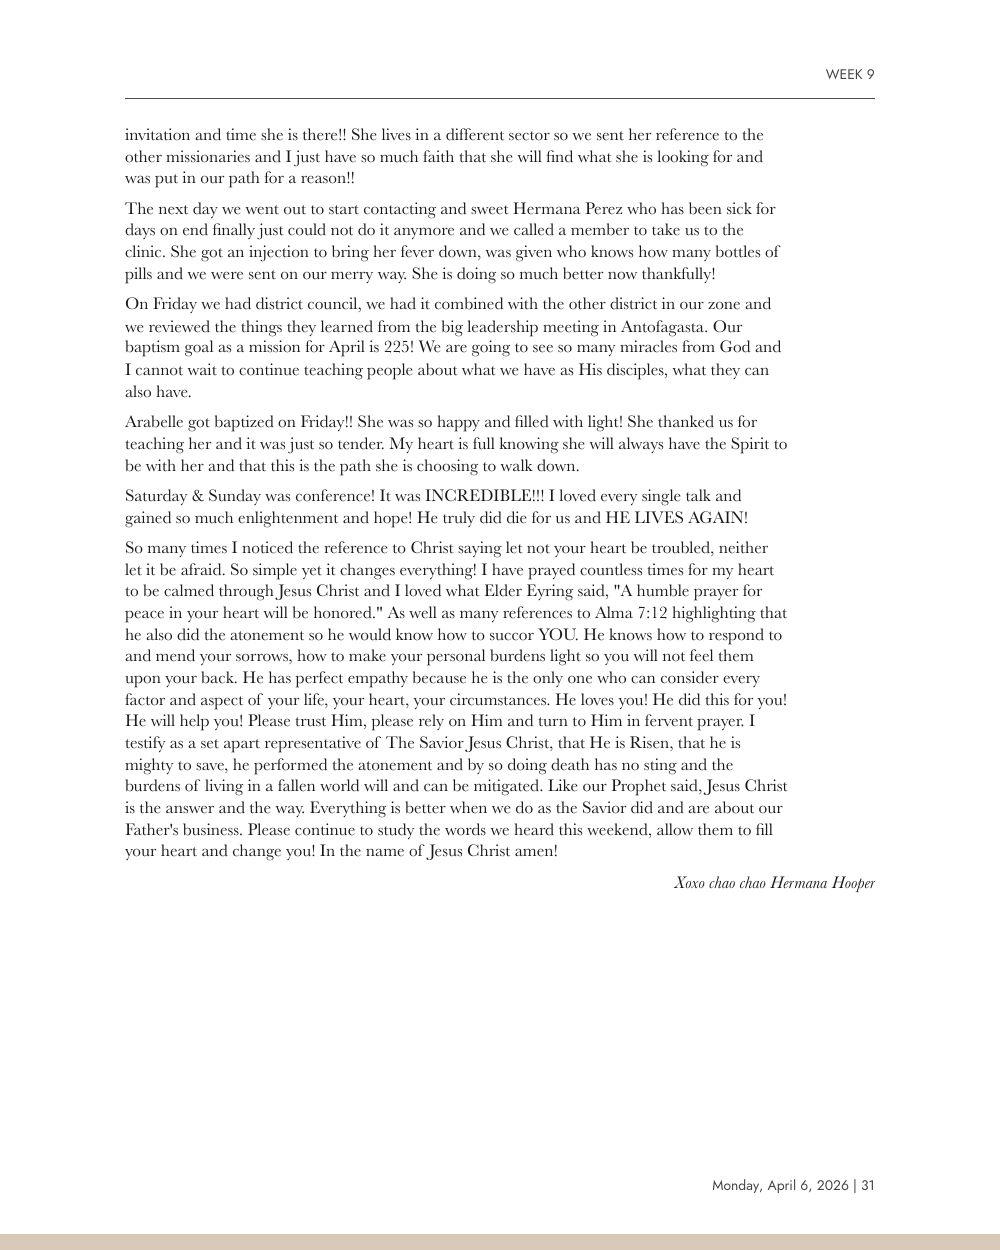 WEEK 9
invitation and time she is there!! She lives in a different sector so we sent her reference to the
other missionaries and I just have so much faith that she will find what she is looking for and
was put in our path for a reason!!
The next day we went out to start contacting and sweet Hermana Perez who has been sick for
days on end finally just could not do it anymore and we called a member to take us to the
clinic. She got an injection to bring her fever down, was given who knows how many bottles of
pills and we were sent on our merry way. She is doing so much better now thankfully!
On Friday we had district council, we had it combined with the other district in our zone and
we reviewed the things they learned from the big leadership meeting in Antofagasta. Our
baptism goal as a mission for April is 225! We are going to see so many miracles from God and
I cannot wait to continue teaching people about what we have as His disciples, what they can
also have.
Arabelle got baptized on Friday!! She was so happy and filled with light! She thanked us for
teaching her and it was just so tender. My heart is full knowing she will always have the Spirit to
be with her and that this is the path she is choosing to walk down.
Saturday & Sunday was conference! It was INCREDIBLE!!! I loved every single talk and
gained so much enlightenment and hope! He truly did die for us and HE LIVES AGAIN!
So many times I noticed the reference to Christ saying let not your heart be troubled, neither
let it be afraid. So simple yet it changes everything! I have prayed countless times for my heart
to be calmed through Jesus Christ and I loved what Elder Eyring said, "A humble prayer for
peace in your heart will be honored." As well as many references to Alma 7:12 highlighting that
he also did the atonement so he would know how to succor YOU. He knows how to respond to
and mend your sorrows, how to make your personal burdens light so you will not feel them
upon your back. He has perfect empathy because he is the only one who can consider every
factor and aspect of your life, your heart, your circumstances. He loves you! He did this for you!
He will help you! Please trust Him, please rely on Him and turn to Him in fervent prayer. I
testify as a set apart representative of The Savior Jesus Christ, that He is Risen, that he is
mighty to save, he performed the atonement and by so doing death has no sting and the
burdens of living in a fallen world will and can be mitigated. Like our Prophet said, Jesus Christ
is the answer and the way. Everything is better when we do as the Savior did and are about our
Father's business. Please continue to study the words we heard this weekend, allow them to fill
your heart and change you! In the name of Jesus Christ amen!
Xoxo chao chao Hermana Hooper
Monday, April 6, 2026 | 31